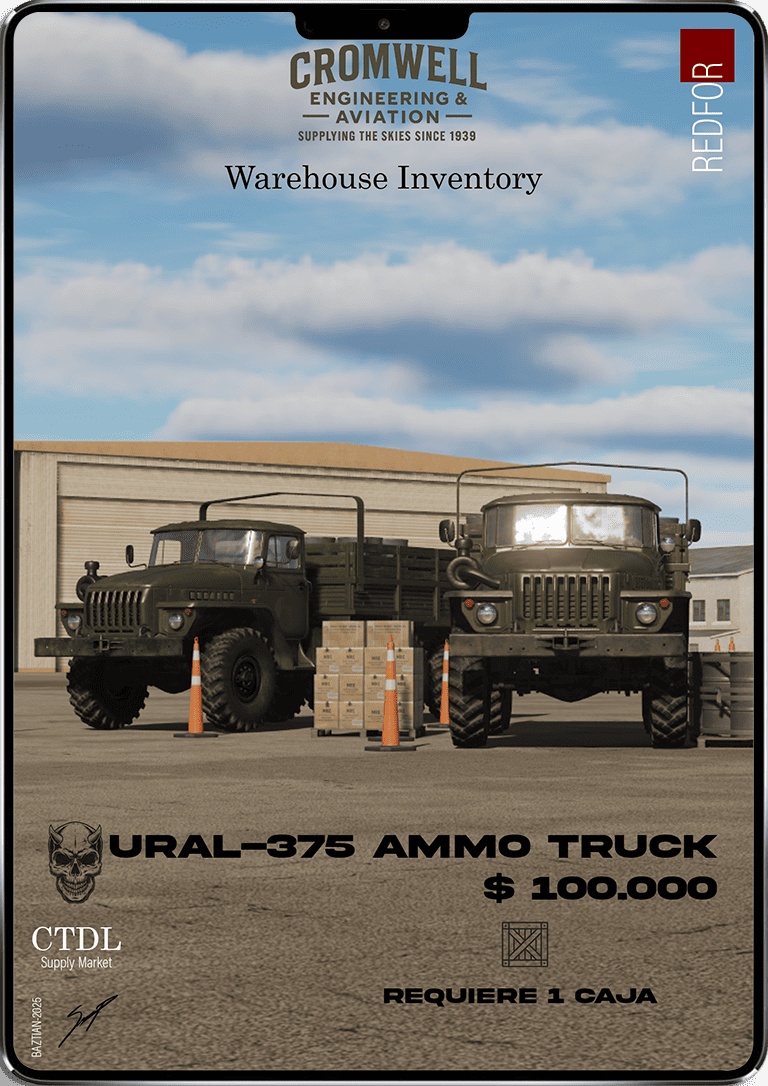 CROMWELL
ENGINEERING &
AVIATION
SUPPLYING THE SKIES SINCE 1939
REDFOR
Warehouse Inventory
URAL-375 AMMO TRUCK
$ 100.000
CTDL
Supply Market
REQUIERE 1 CAJA
BAZTIAN-2025